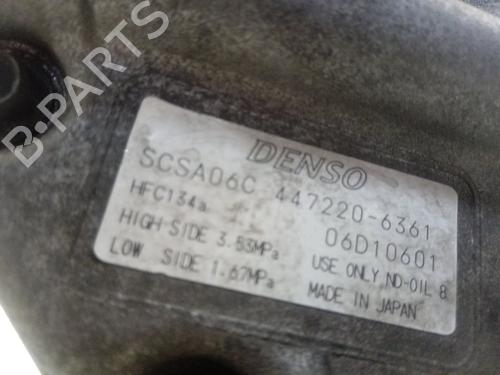 B-PARTS
DENSO
SCSA06C 447220-6361
HFC134a 06D10601
HIGH SIDE 3.53MPa USE ONLY ND-OIL 8
LOW SIDE 1.67MPa MADE IN JAPAN